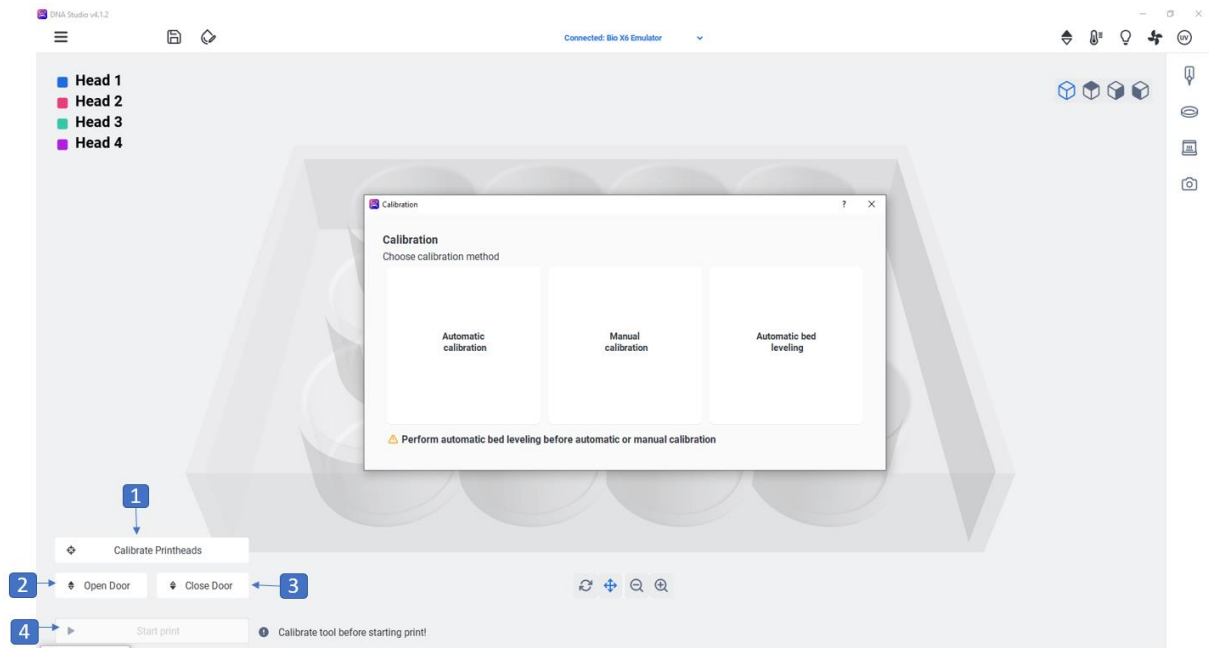 DNA Studio v4.1.2
Connected: Bio X6 Emulator
UV
Head 1
Head 2
Head 3
Head 4
Calibration
?
Calibration
Choose calibration method
Automatic
calibration
Manual
calibration
Automatic bed
leveling
Perform automatic bed leveling before automatic or manual calibration
1
Calibrate Printheads
2
Open Door
Close Door
3
4
Start print
Calibrate tool before starting print!